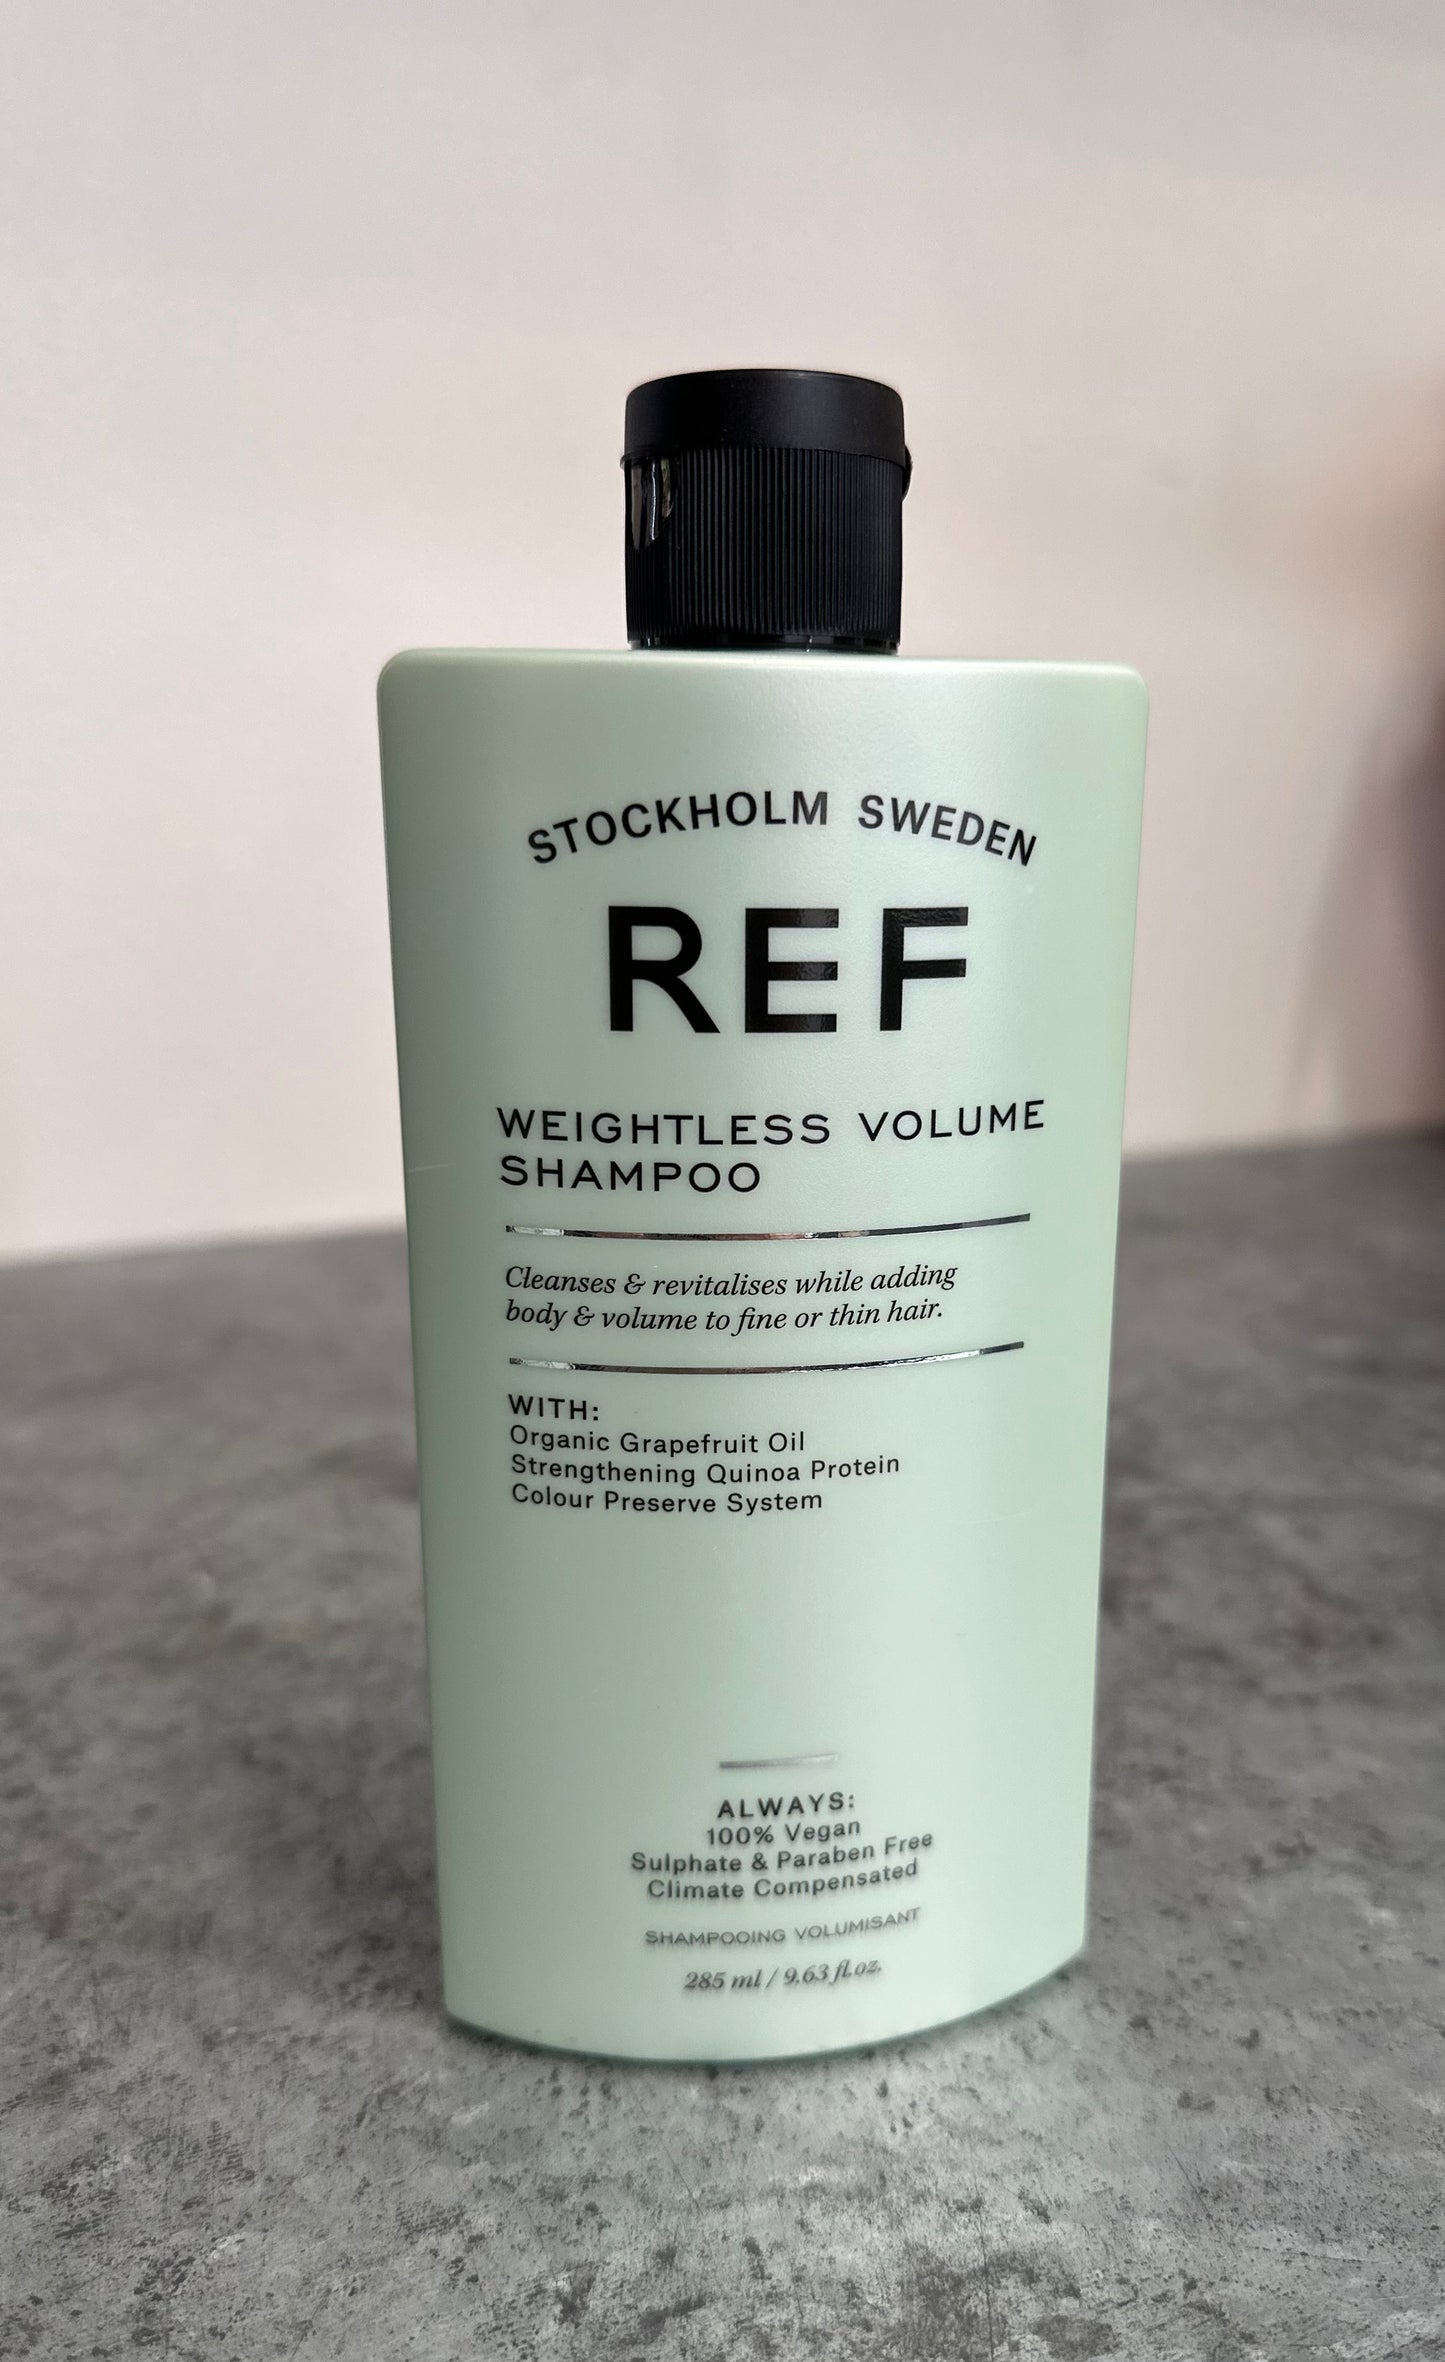 STOCKHOLM SWEDEN
REF
WEIGHTLESS VOLUME
SHAMPOO
Cleanses & revitalises while adding
body & volume to fine or thin hair.
WITH:
Organic Grapefruit Oil
Strengthening Quinoa Protein
Colour Preserve System
ALWAYS:
100% Vegan
Sulphate & Paraben Free
Climate Compensated
SHAMPOOING VOLUMISANT
285 ml / 9.63 fl.oz.